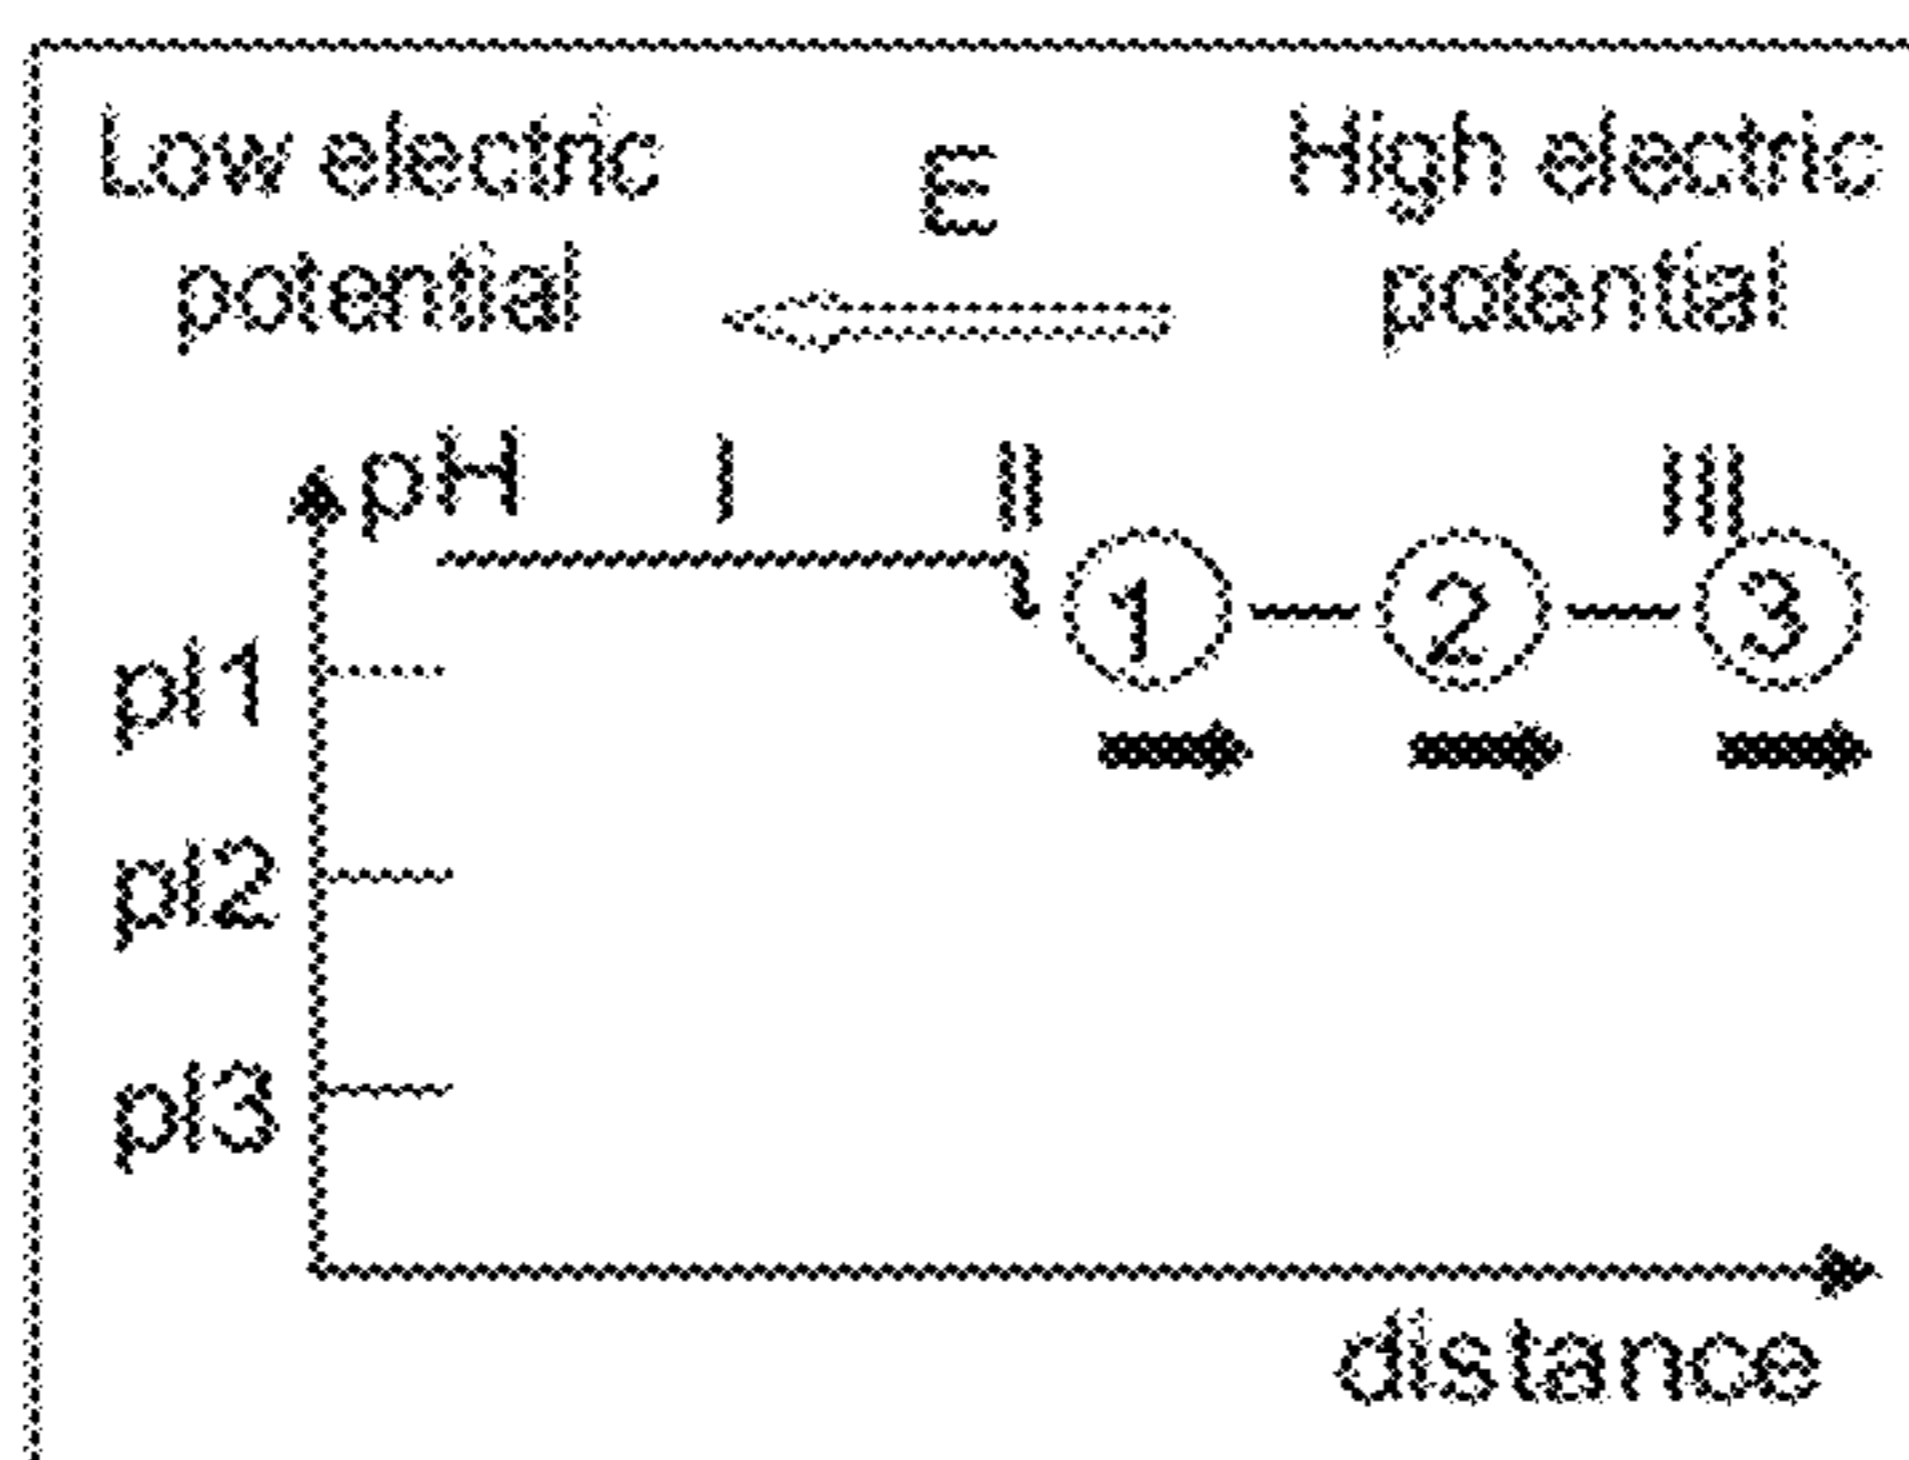 Low electric
potential
E
High electric
potential
pH
I
II
III
1
2
3
pI1
pI2
pI3
distance